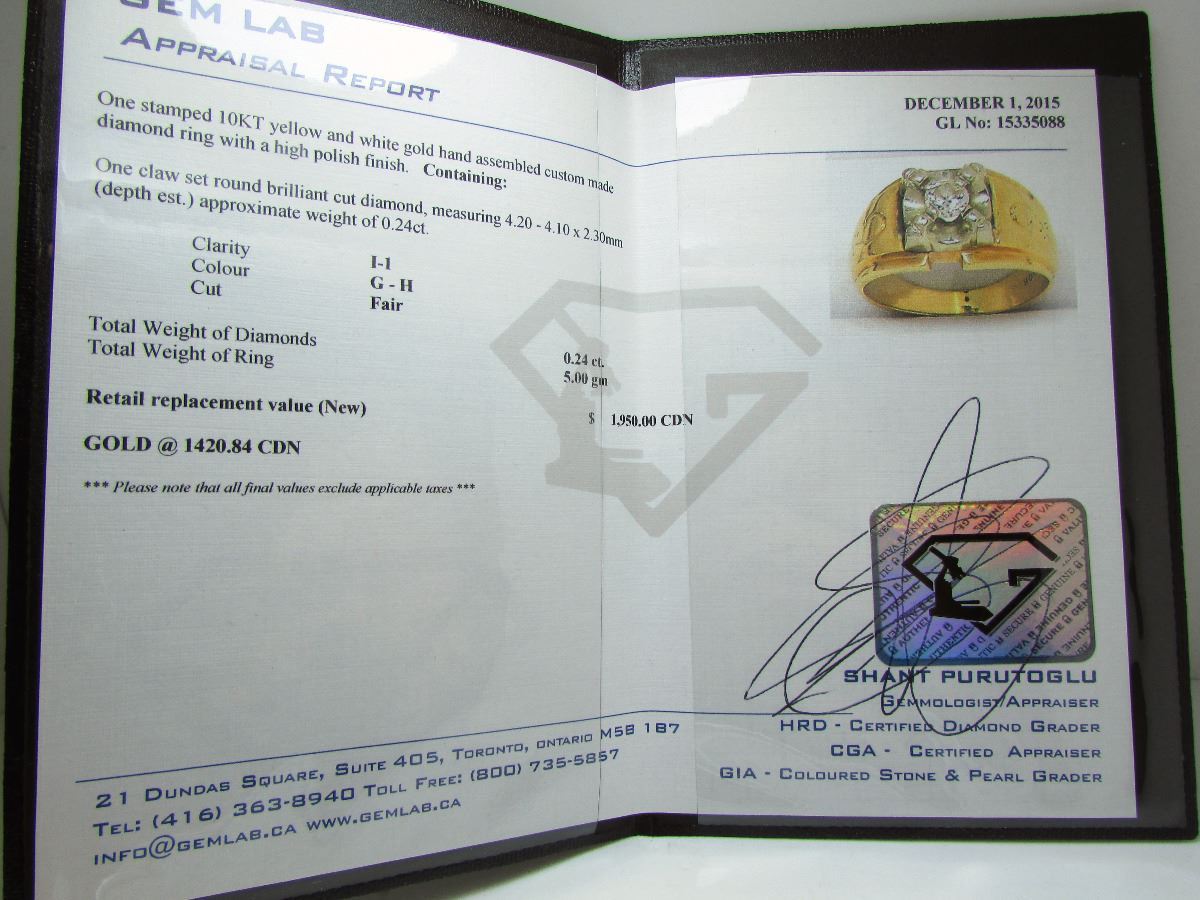 GEM LAB
APPRAISAL REPORT
One stamped 10KT yellow and white gold hand assembled custom made
diamond ring with a high polish finish. Containing:
One claw set round brilliant cut diamond, measuring 4.20 - 4.10 x 2.30mm
(depth est.) approximate weight of 0.24ct.
Clarity I-1
Colour G - H
Cut Fair
Total Weight of Diamonds 0.24 ct.
Total Weight of Ring 5.00 gm
Retail replacement value (New) $ 1,950.00 CDN
GOLD @ 1420.84 CDN
*** Please note that all final values exclude applicable taxes ***
21 DUNDAS SQUARE, SUITE 405, TORONTO, ONTARIO M5B 1B7
TEL: (416) 363-8940 TOLL FREE: (800) 735-5857
INFO@GEMLAB.CA WWW.GEMLAB.CA
DECEMBER 1, 2015
GL No: 15335088
SHANT PURUTOGLU
GEMMOLOGIST/APPRAISER
HRD - CERTIFIED DIAMOND GRADER
CGA - CERTIFIED APPRAISER
GIA - COLOURED STONE & PEARL GRADER